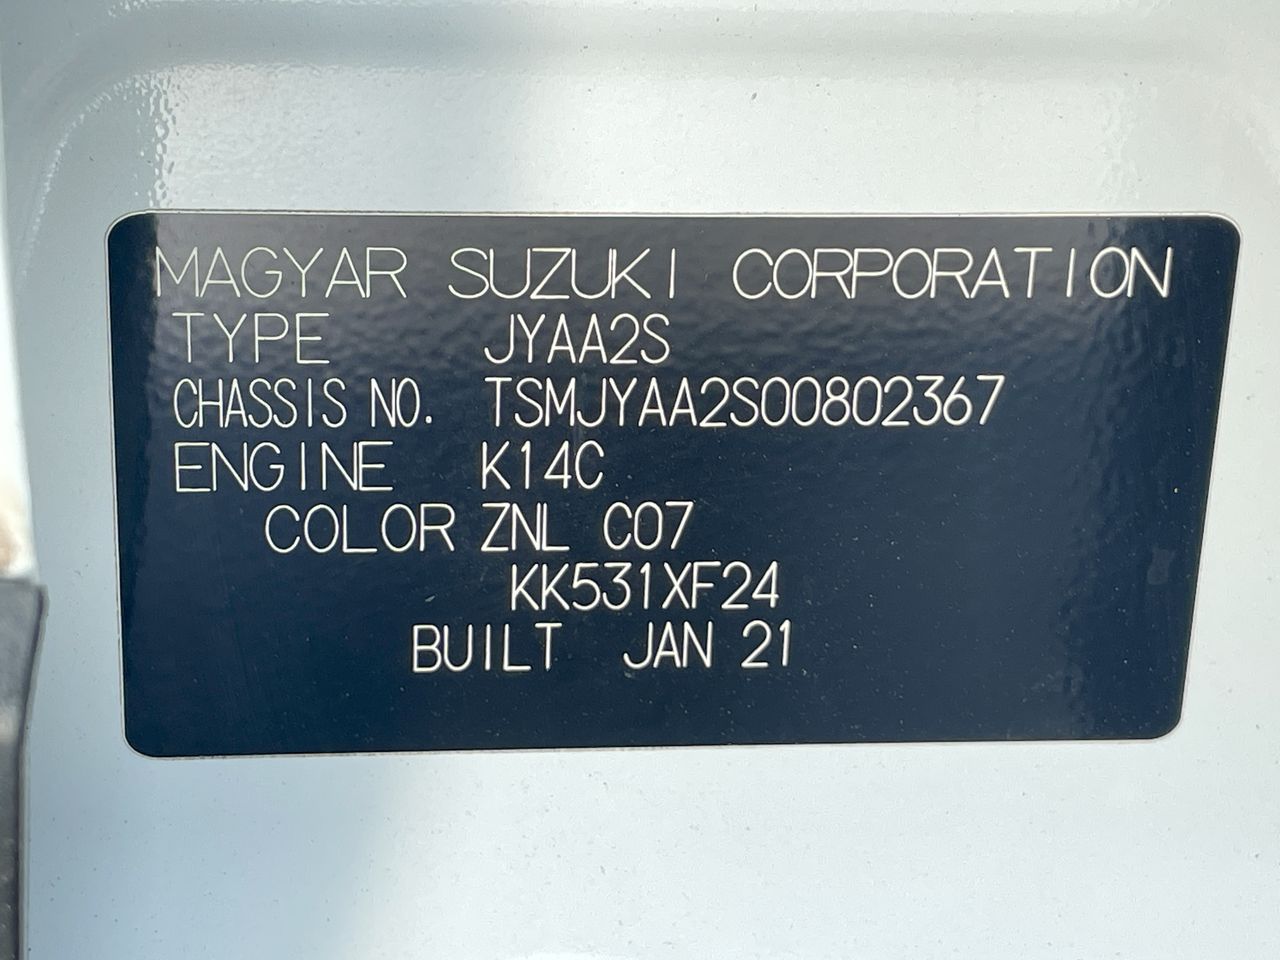 MAGYAR SUZUKI CORPORATION
TYPE JYAA2S
CHASSIS NO. TSMJYAA2S00802367
ENGINE K14C
COLOR ZNL C07
KK531XF24
BUILT JAN 21